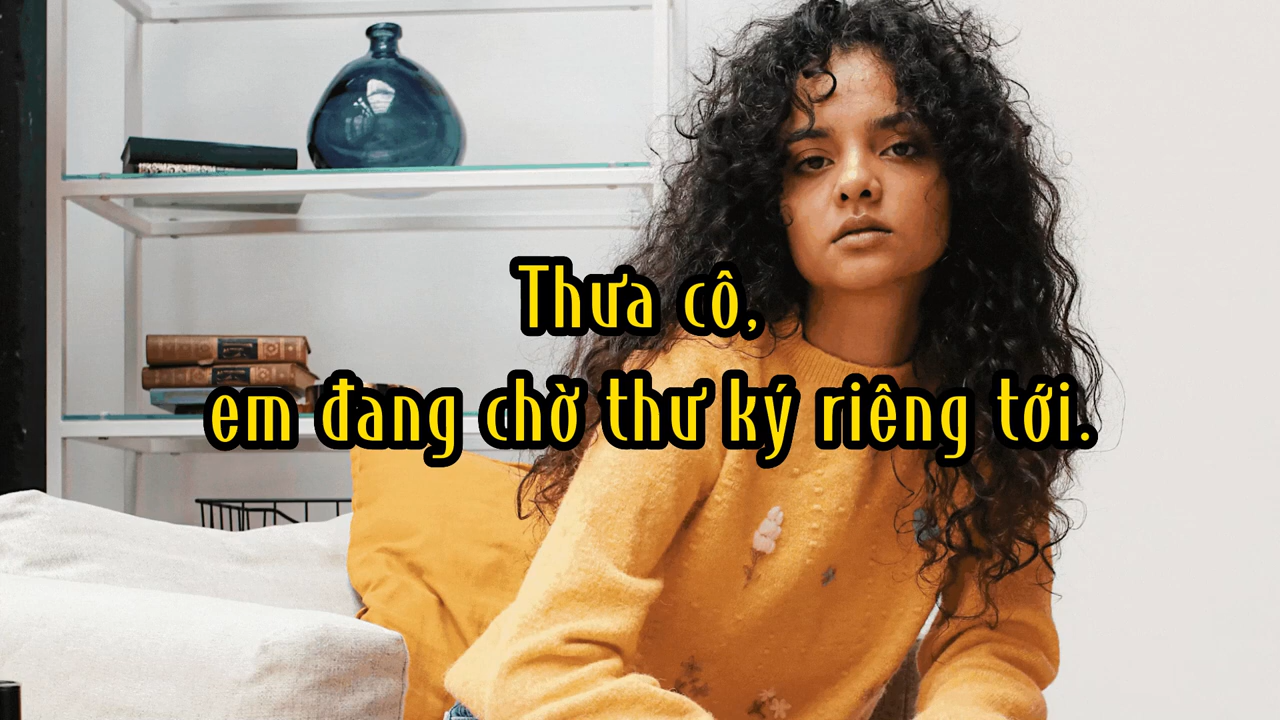 Thưa cô,
em đang chờ thư ký riêng tới.